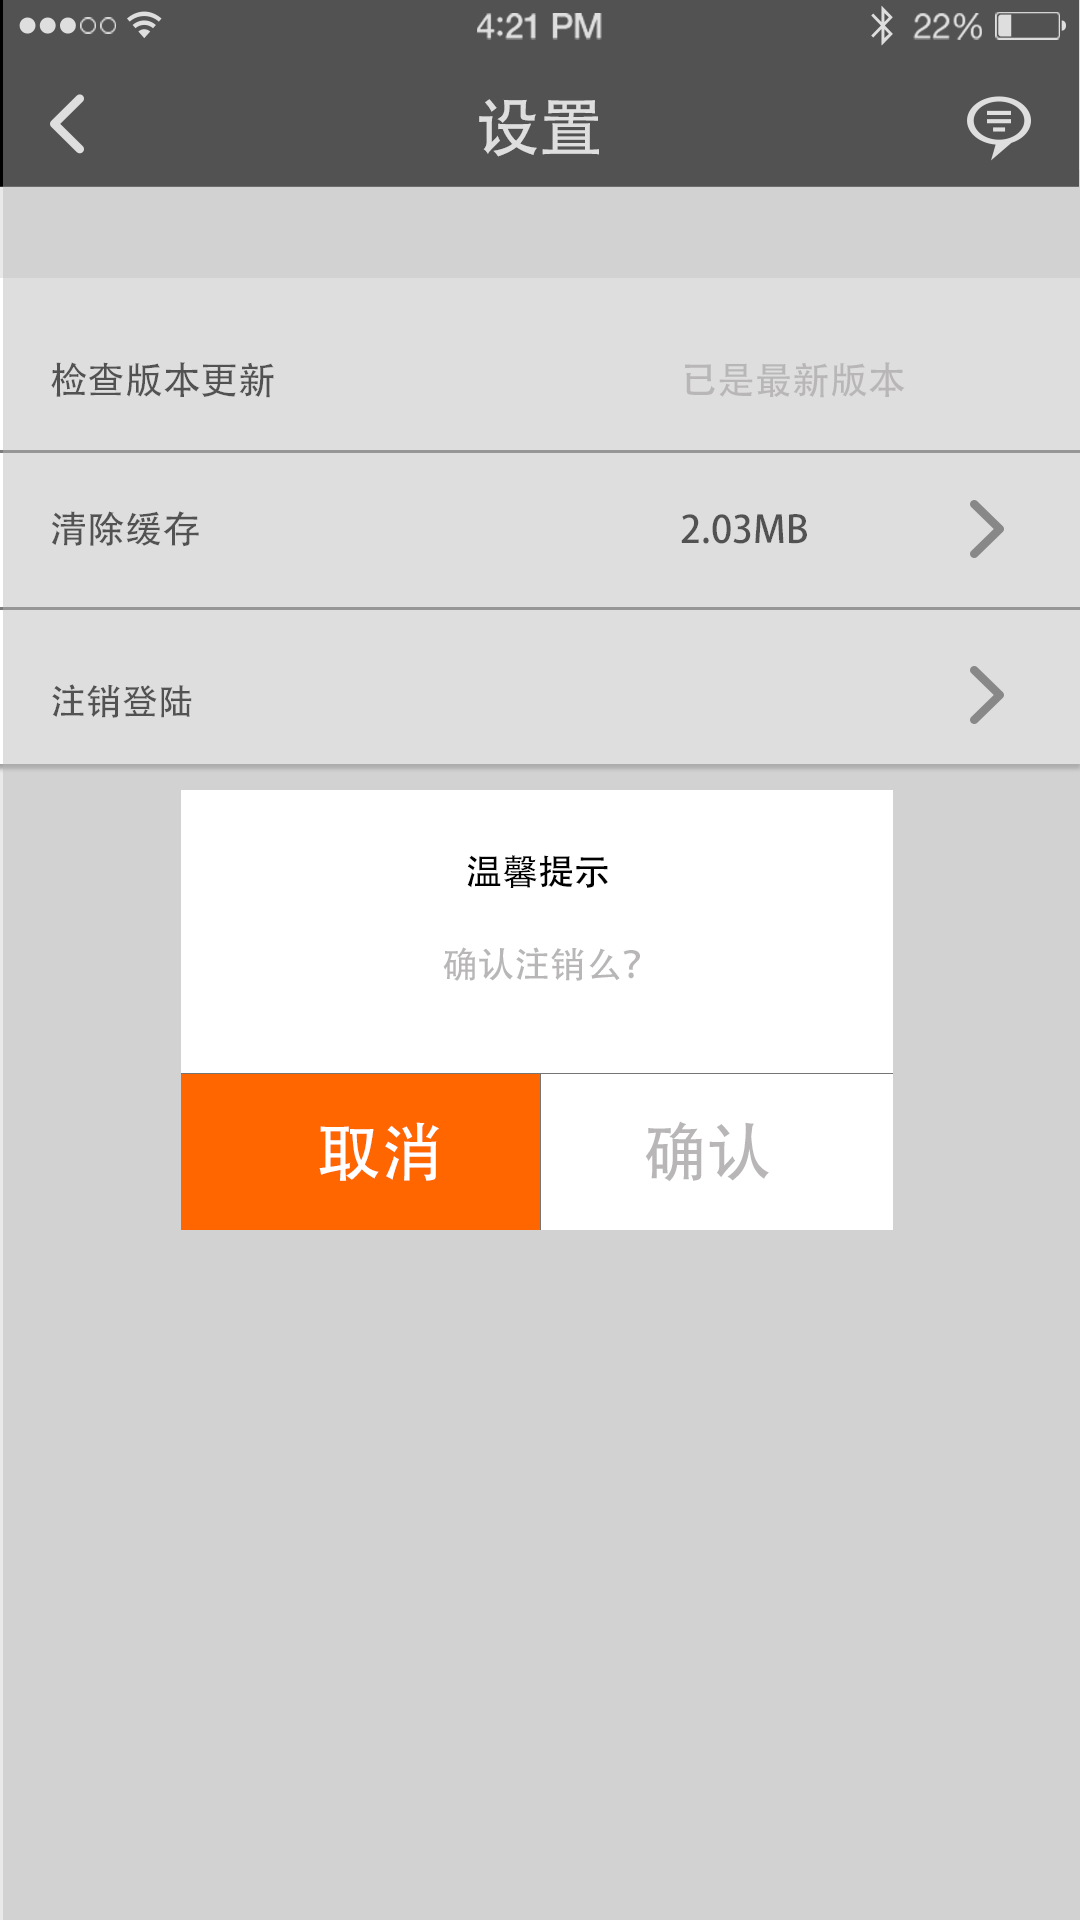 4:21 PM 22%
设置
检查版本更新 已是最新版本
清除缓存 2.03MB
注销登陆
温馨提示
确认注销么?
取消 确认